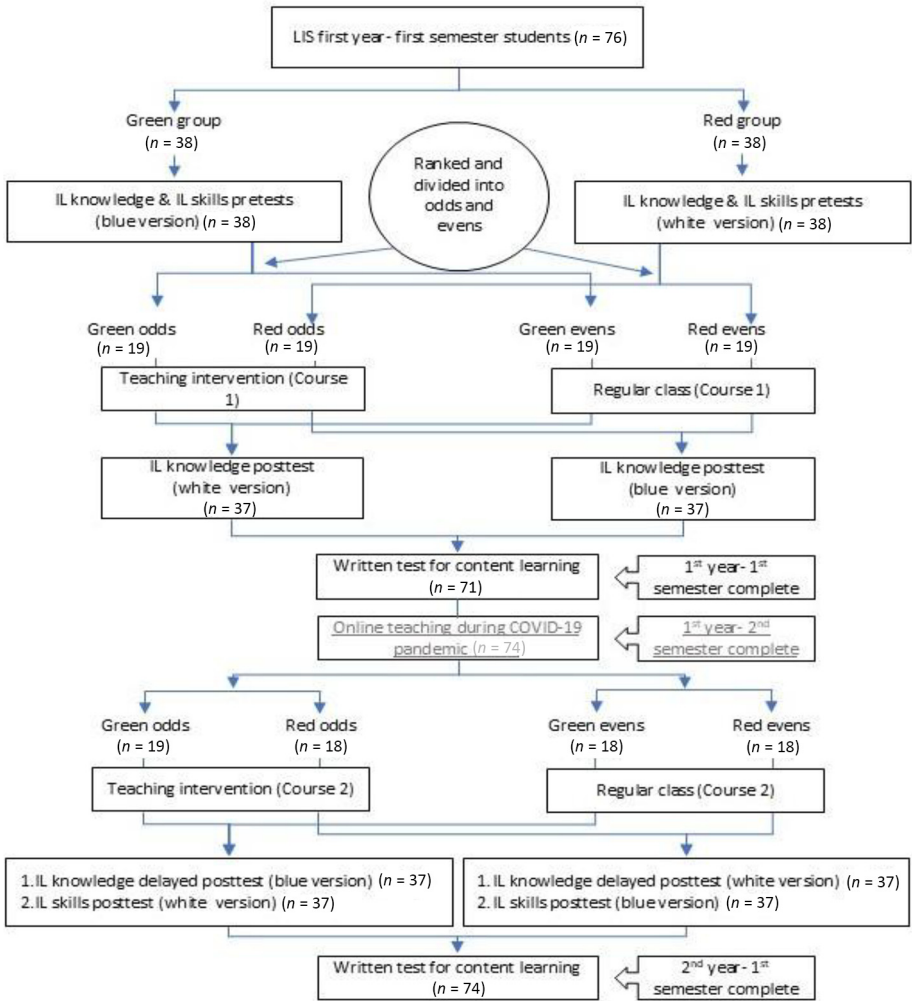 LIS first year- first semester students (n = 76)
Green group
(n = 38)
Red group
(n = 38)
Ranked and
divided into
odds and
evens
IL knowledge & IL skills pretests
(blue version) (n = 38)
IL knowledge & IL skills pretests
(white version) (n = 38)
Green odds
(n = 19)
Red odds
(n = 19)
Green evens
(n = 19)
Red evens
(n = 19)
Teaching intervention (Course
1)
Regular class (Course 1)
IL knowledge posttest
(white version)
(n = 37)
IL knowledge posttest
(blue version)
(n = 37)
Written test for content learning
(n = 71)
1st year- 1st
semester complete
Online teaching during COVID-19
pandemic (n = 74)
1st year- 2nd
semester complete
Green odds
(n = 19)
Red odds
(n = 18)
Green evens
(n = 18)
Red evens
(n = 18)
Teaching intervention (Course 2)
Regular class (Course 2)
1. IL knowledge delayed posttest (blue version) (n = 37)
2. IL skills posttest (white version) (n = 37)
1. IL knowledge delayed posttest (white version) (n = 37)
2. IL skills posttest (blue version) (n = 37)
Written test for content learning
(n = 74)
2nd year- 1st
semester complete